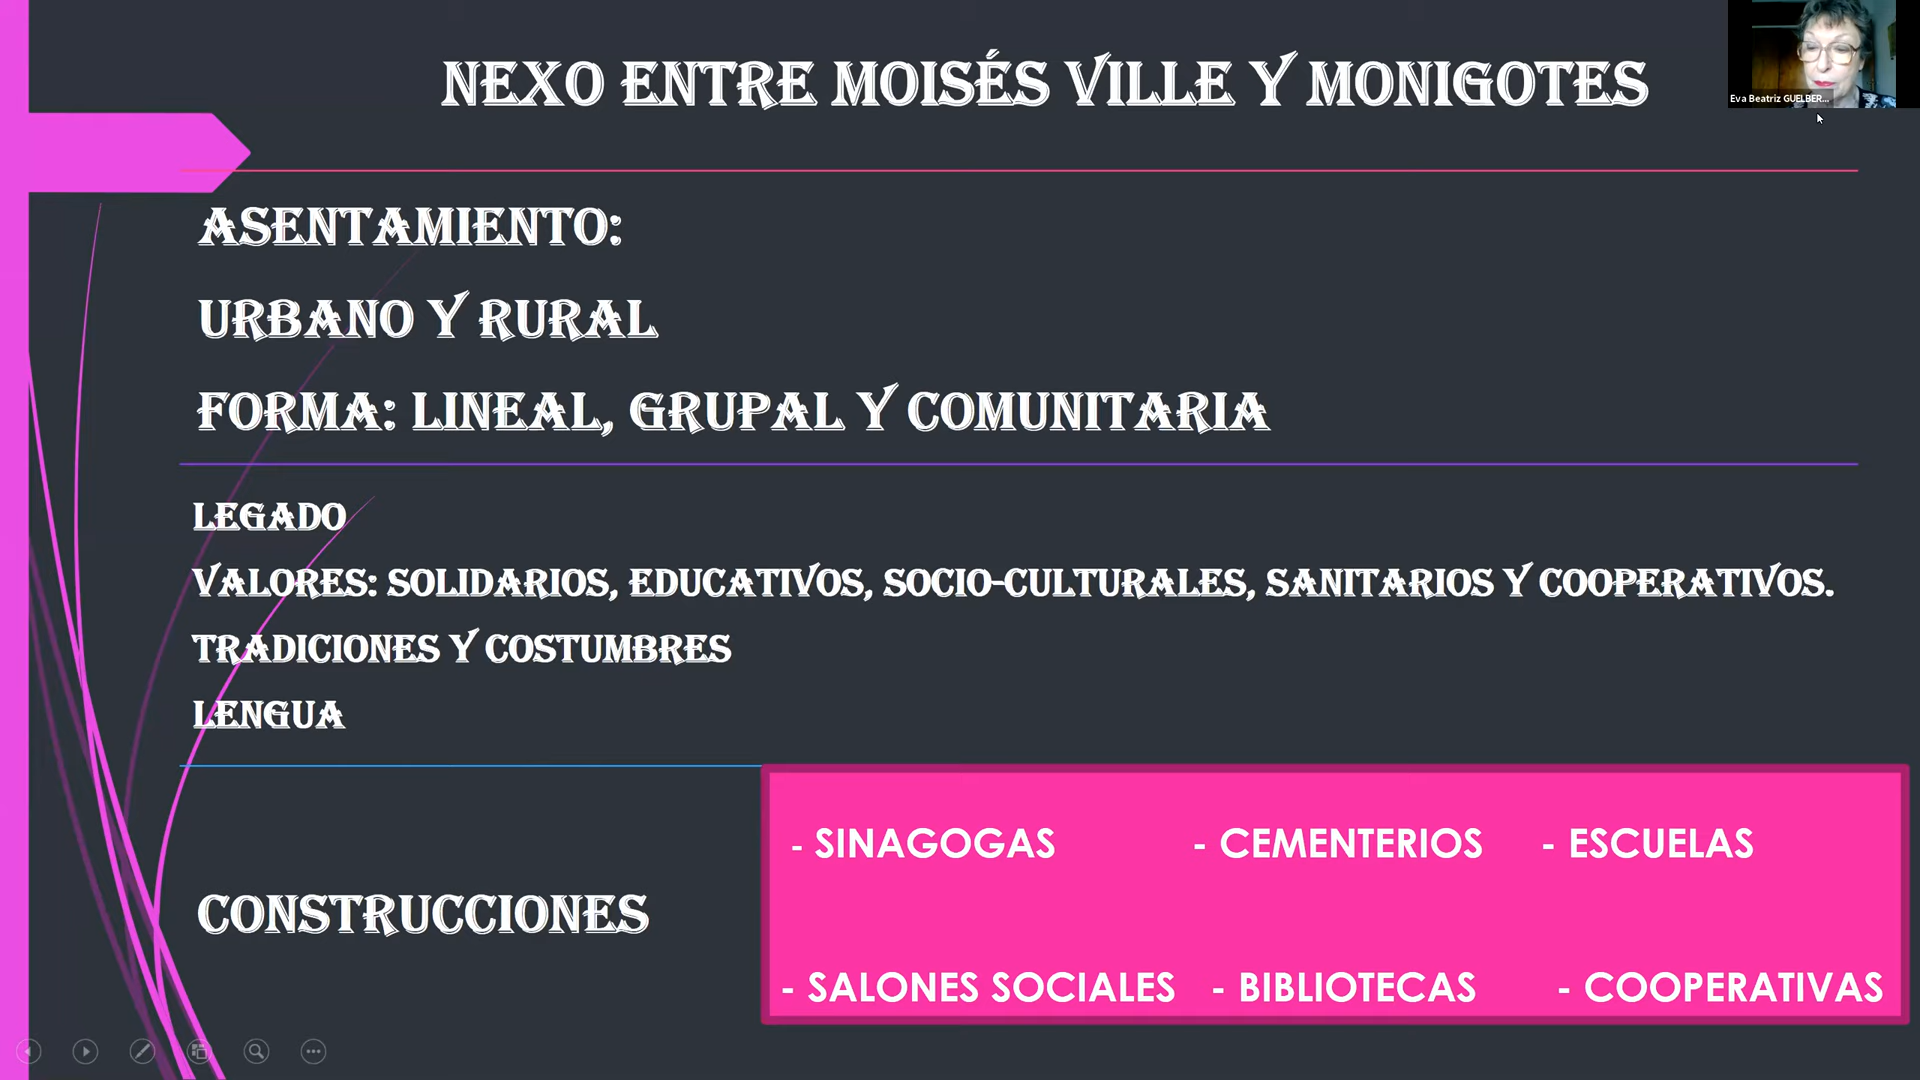 NEXO ENTRE MOISÉS VILLE Y MONIGOTES
Eva Beatriz GUELBER...
ASENTAMIENTO:
URBANO Y RURAL
FORMA: LINEAL, GRUPAL Y COMUNITARIA
LEGADO
VALORES: SOLIDARIOS, EDUCATIVOS, SOCIO-CULTURALES, SANITARIOS Y COOPERATIVOS.
TRADICIONES Y COSTUMBRES
LENGUA
CONSTRUCCIONES
- SINAGOGAS - CEMENTERIOS - ESCUELAS
- SALONES SOCIALES - BIBLIOTECAS - COOPERATIVAS